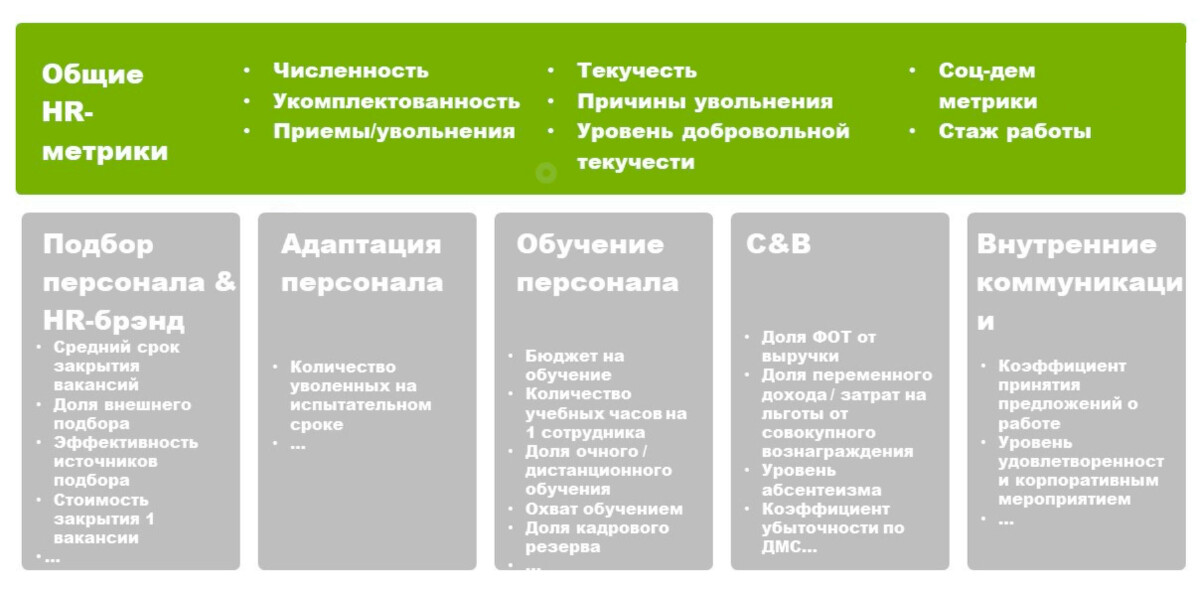 Общие
HR-
метрики
• Численность
• Укомплектованность
• Приемы/увольнения
• Текучесть
• Причины увольнения
• Уровень добровольной
текучести
• Соц-дем
метрики
• Стаж работы
Подбор
персонала &
HR-брэнд
• Средний срок
закрытия
вакансий
• Доля внешнего
подбора
• Эффективность
источников
подбора
• Стоимость
закрытия 1
вакансии
• ...
Адаптация
персонала
• Количество
уволенных на
испытательном
сроке
• ...
Обучение
персонала
• Бюджет на
обучение
• Количество
учебных часов на
1 сотрудника
• Доля очного /
дистанционного
обучения
• Охват обучением
• Доля кадрового
резерва
• ...
C&B
• Доля ФОТ от
выручки
• Доля переменного
дохода / затрат на
льготы от
совокупного
вознаграждения
• Уровень
абсентеизма
• Коэффициент
убыточности по
ДМС...
Внутренние
коммуникаци
и
• Коэффициент
принятия
предложений о
работе
• Уровень
удовлетворенност
и корпоративным
мероприятием
• ...